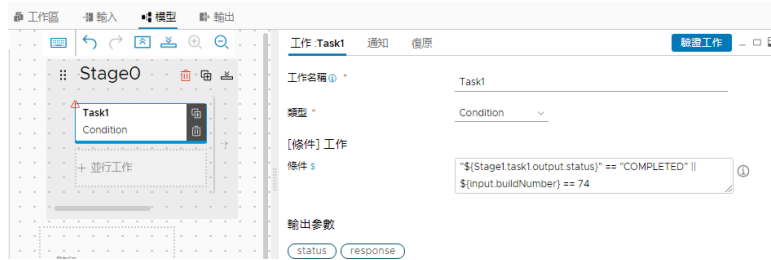 工作區 輸入 模型 輸出
工作 :Task1 通知 復原 驗證工作
Stage0
工作名稱 * Task1
Task1
Condition
類型 * Condition
[條件] 工作
+ 並行工作
條件 $ "${Stage1.task1.output.status}" == "COMPLETED" ||
${input.buildNumber} == 74
輸出參數
status response